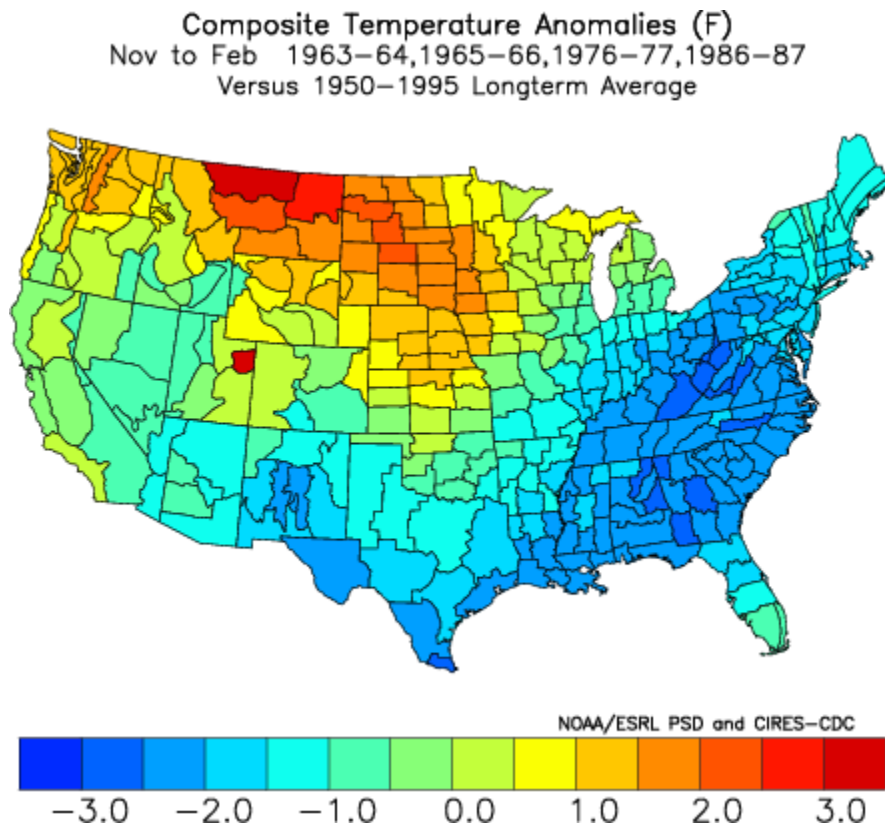 Composite Temperature Anomalies (F)
Nov to Feb 1963-64,1965-66,1976-77,1986-87
Versus 1950-1995 Longterm Average
NOAA/ESRL PSD and CIRES-CDC
-3.0 -2.0 -1.0 0.0 1.0 2.0 3.0